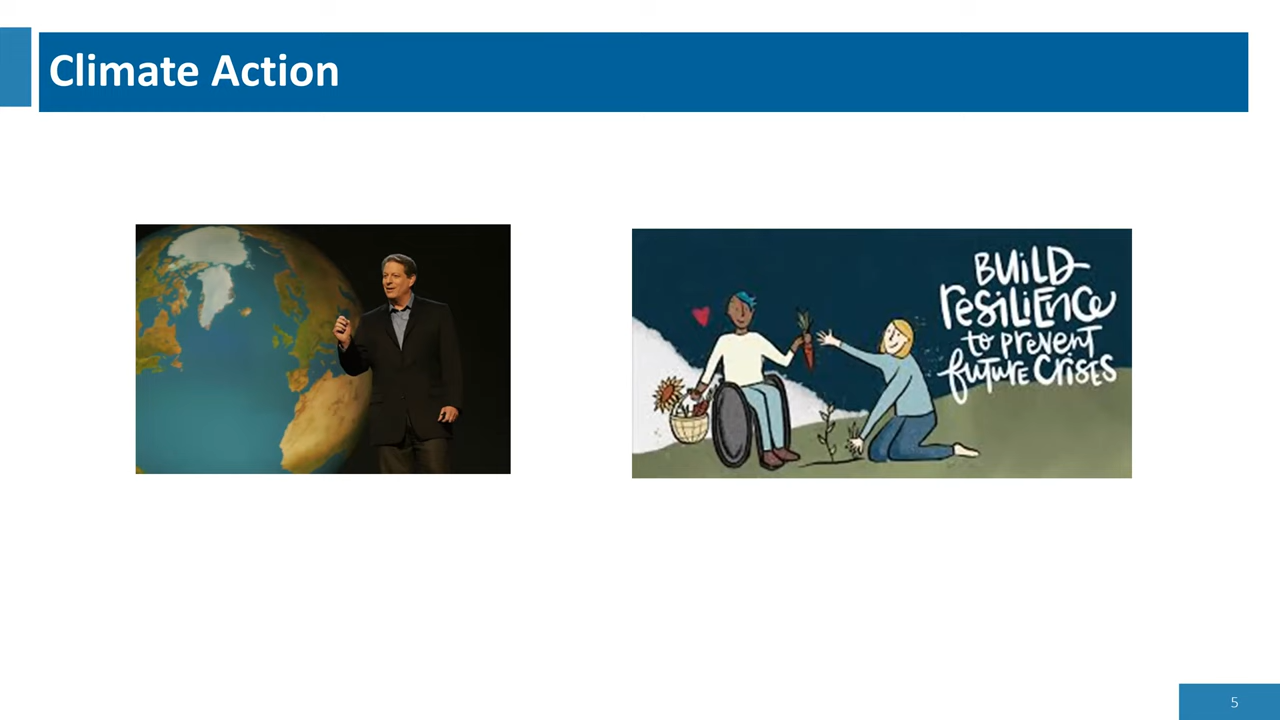 Climate Action
BUiLD
resiLiENce
to prevent
future CrisES
5